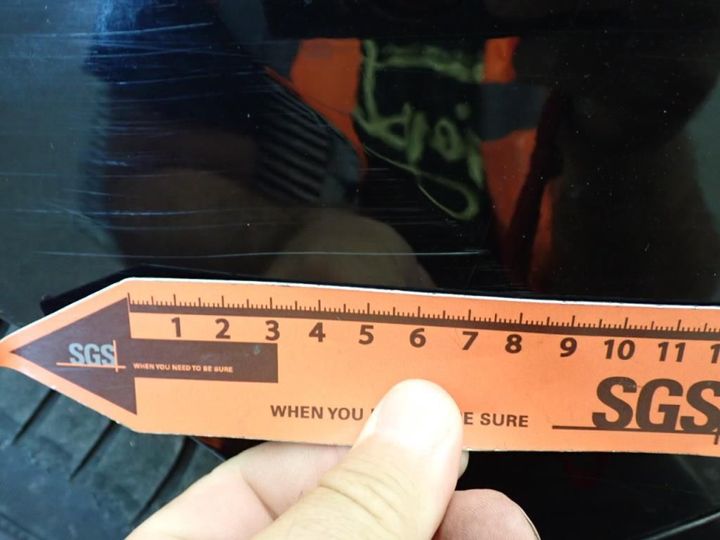 1 2 3 4 5 6 7 8 9 10 11
SGS
WHEN YOU NEED TO BE SURE
WHEN YOU E SURE
SGS